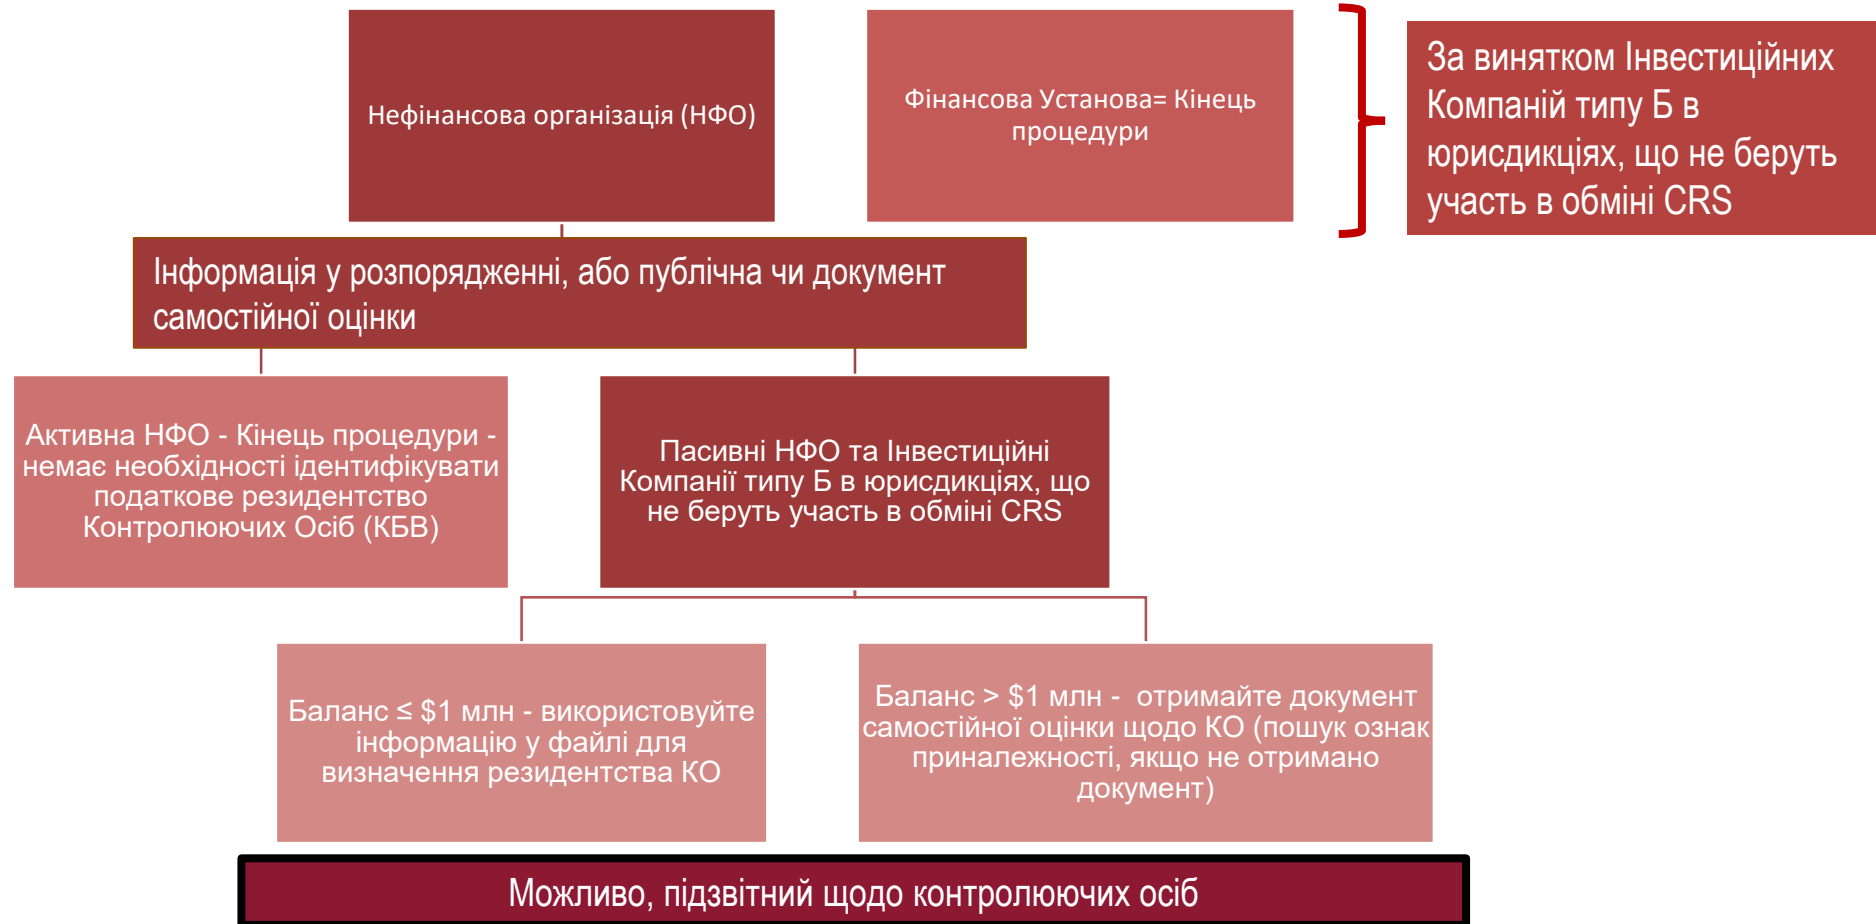 Нефінансова організація (НФО)
Фінансова Установа= Кінець
процедури
За винятком Інвестиційних
Компаній типу Б в
юрисдикціях, що не беруть
участь в обміні CRS
Інформація у розпорядженні, або публічна чи документ
самостійної оцінки
Активна НФО - Кінець процедури -
немає необхідності ідентифікувати
податкове резидентство
Контролюючих Осіб (КБВ)
Пасивні НФО та Інвестиційні
Компанії типу Б в юрисдикціях, що
не беруть участь в обміні CRS
Баланс ≤ $1 млн - використовуйте
інформацію у файлі для
визначення резидентства КО
Баланс > $1 млн - отримайте документ
самостійної оцінки щодо КО (пошук ознак
приналежності, якщо не отримано
документ)
Можливо, підзвітний щодо контролюючих осіб